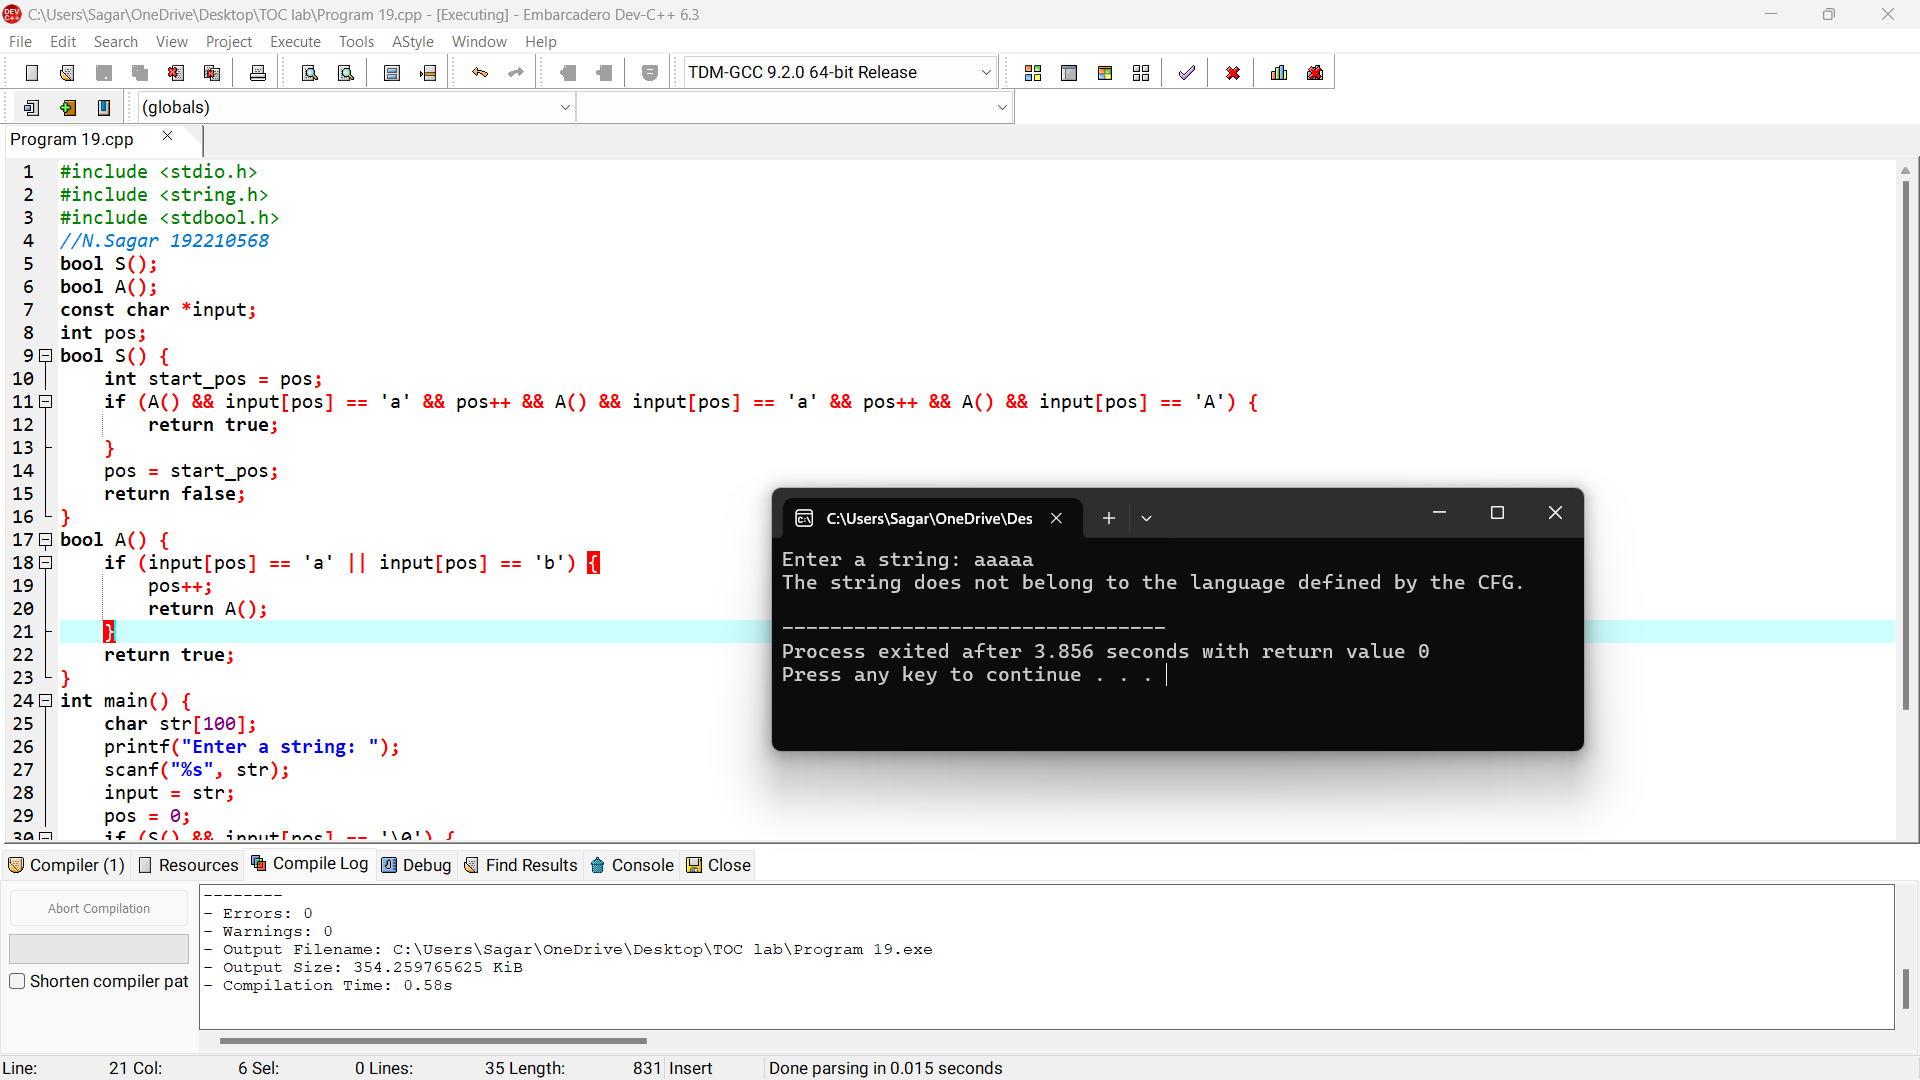 C:\Users\Sagar\OneDrive\Desktop\TOC lab\Program 19.cpp - [Executing] - Embarcadero Dev-C++ 6.3
File Edit Search View Project Execute Tools AStyle Window Help
TDM-GCC 9.2.0 64-bit Release
(globals)
Program 19.cpp
1 #include <stdio.h>
2 #include <string.h>
3 #include <stdbool.h>
4 //N.Sagar 192210568
5 bool S();
6 bool A();
7 const char *input;
8 int pos;
9 bool S() {
10 int start_pos = pos;
11 if (A() && input[pos] == 'a' && pos++ && A() && input[pos] == 'a' && pos++ && A() && input[pos] == 'A') {
12 return true;
13 }
14 pos = start_pos;
15 return false;
16 }
17 bool A() {
18 if (input[pos] == 'a' || input[pos] == 'b') {
19 pos++;
20 return A();
21 }
22 return true;
23 }
24 int main() {
25 char str[100];
26 printf("Enter a string: ");
27 scanf("%s", str);
28 input = str;
29 pos = 0;
30 if (S() && input[pos] == '\0') {
C:\Users\Sagar\OneDrive\Des
Enter a string: aaaaa
The string does not belong to the language defined by the CFG.
--------------------------------
Process exited after 3.856 seconds with return value 0
Press any key to continue . . .
Compiler (1) Resources Compile Log Debug Find Results Console Close
Abort Compilation
Shorten compiler pat
--------
- Errors: 0
- Warnings: 0
- Output Filename: C:\Users\Sagar\OneDrive\Desktop\TOC lab\Program 19.exe
- Output Size: 354.259765625 KiB
- Compilation Time: 0.58s
Line: 21 Col: 6 Sel: 0 Lines: 35 Length: 831 Insert Done parsing in 0.015 seconds